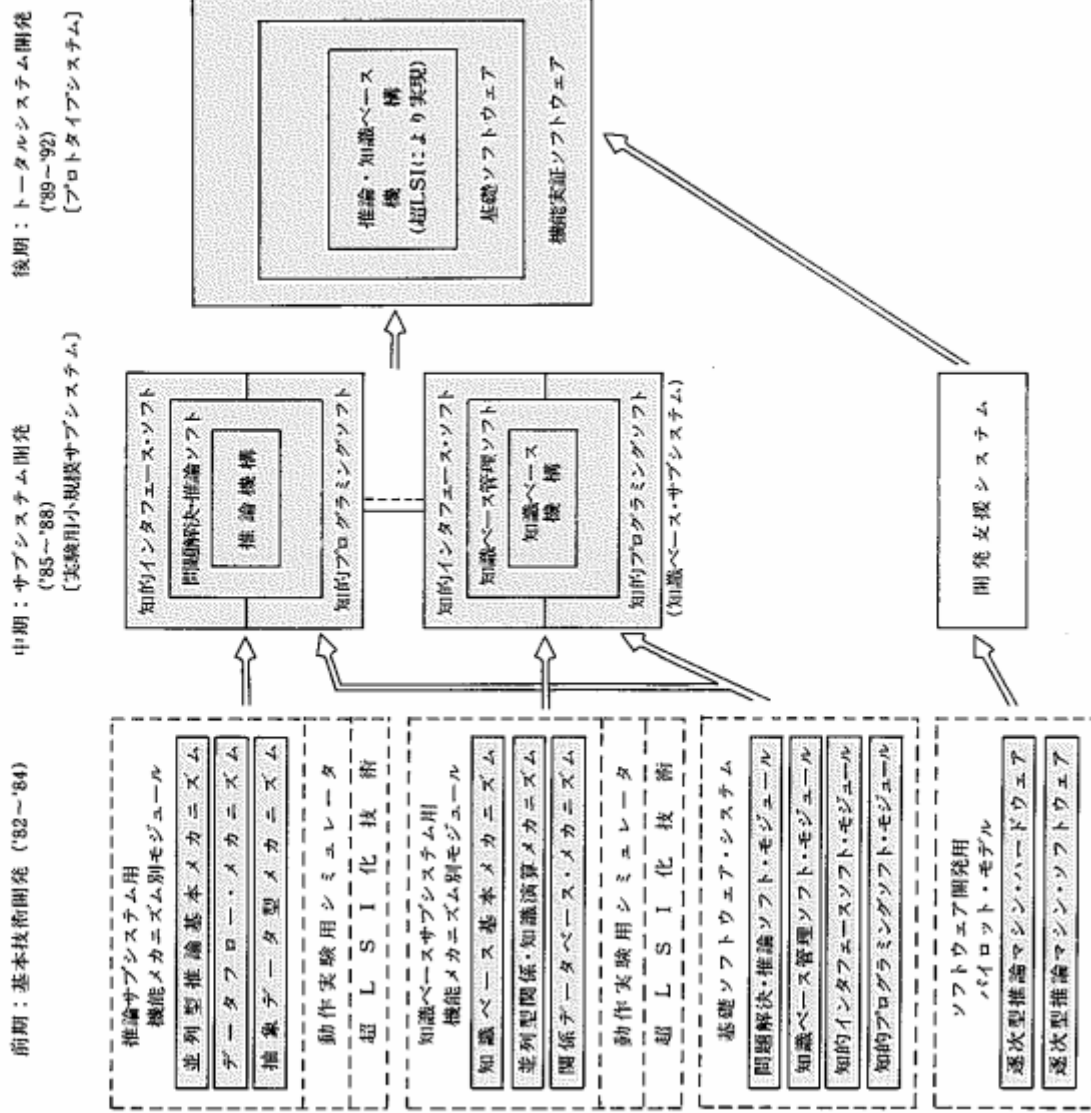 前期：基本技術開発 ('82～'84)
推論サブシステム用
機能メカニズム別モジュール
並列型推論基本メカニズム
データフロー・メカニズム
抽象データ型メカニズム
動作実験用シミュレータ
超LSI化技術
知識ベースサブシステム用
機能メカニズム別モジュール
知識ベース基本メカニズム
並列型関係・知識演算メカニズム
関係データベース・メカニズム
動作実験用シミュレータ
超LSI化技術
基礎ソフトウェア・システム
問題解決・推論ソフト・モジュール
知識ベース管理ソフト・モジュール
知的インタフェースソフト・モジュール
知的プログラミングソフト・モジュール
ソフトウェア開発用
パイロット・モデル
逐次型推論マシン・ハードウェア
逐次型推論マシン・ソフトウェア
中期：サブシステム開発
('85～'88)
[実験用小規模サブシステム]
知的インタフェース・ソフト
問題解決・推論ソフト
推論機構
知的プログラミングソフト
知的インタフェース・ソフト
知識ベース管理ソフト
知識ベース
機構
知的プログラミングソフト
(知識ベース・サブシステム)
開発支援システム
後期：トータルシステム開発
('89～'92)
[プロトタイプシステム]
推論・知識ベース
機構
(超LSIにより実現)
基礎ソフトウェア
機能実証ソフトウェア